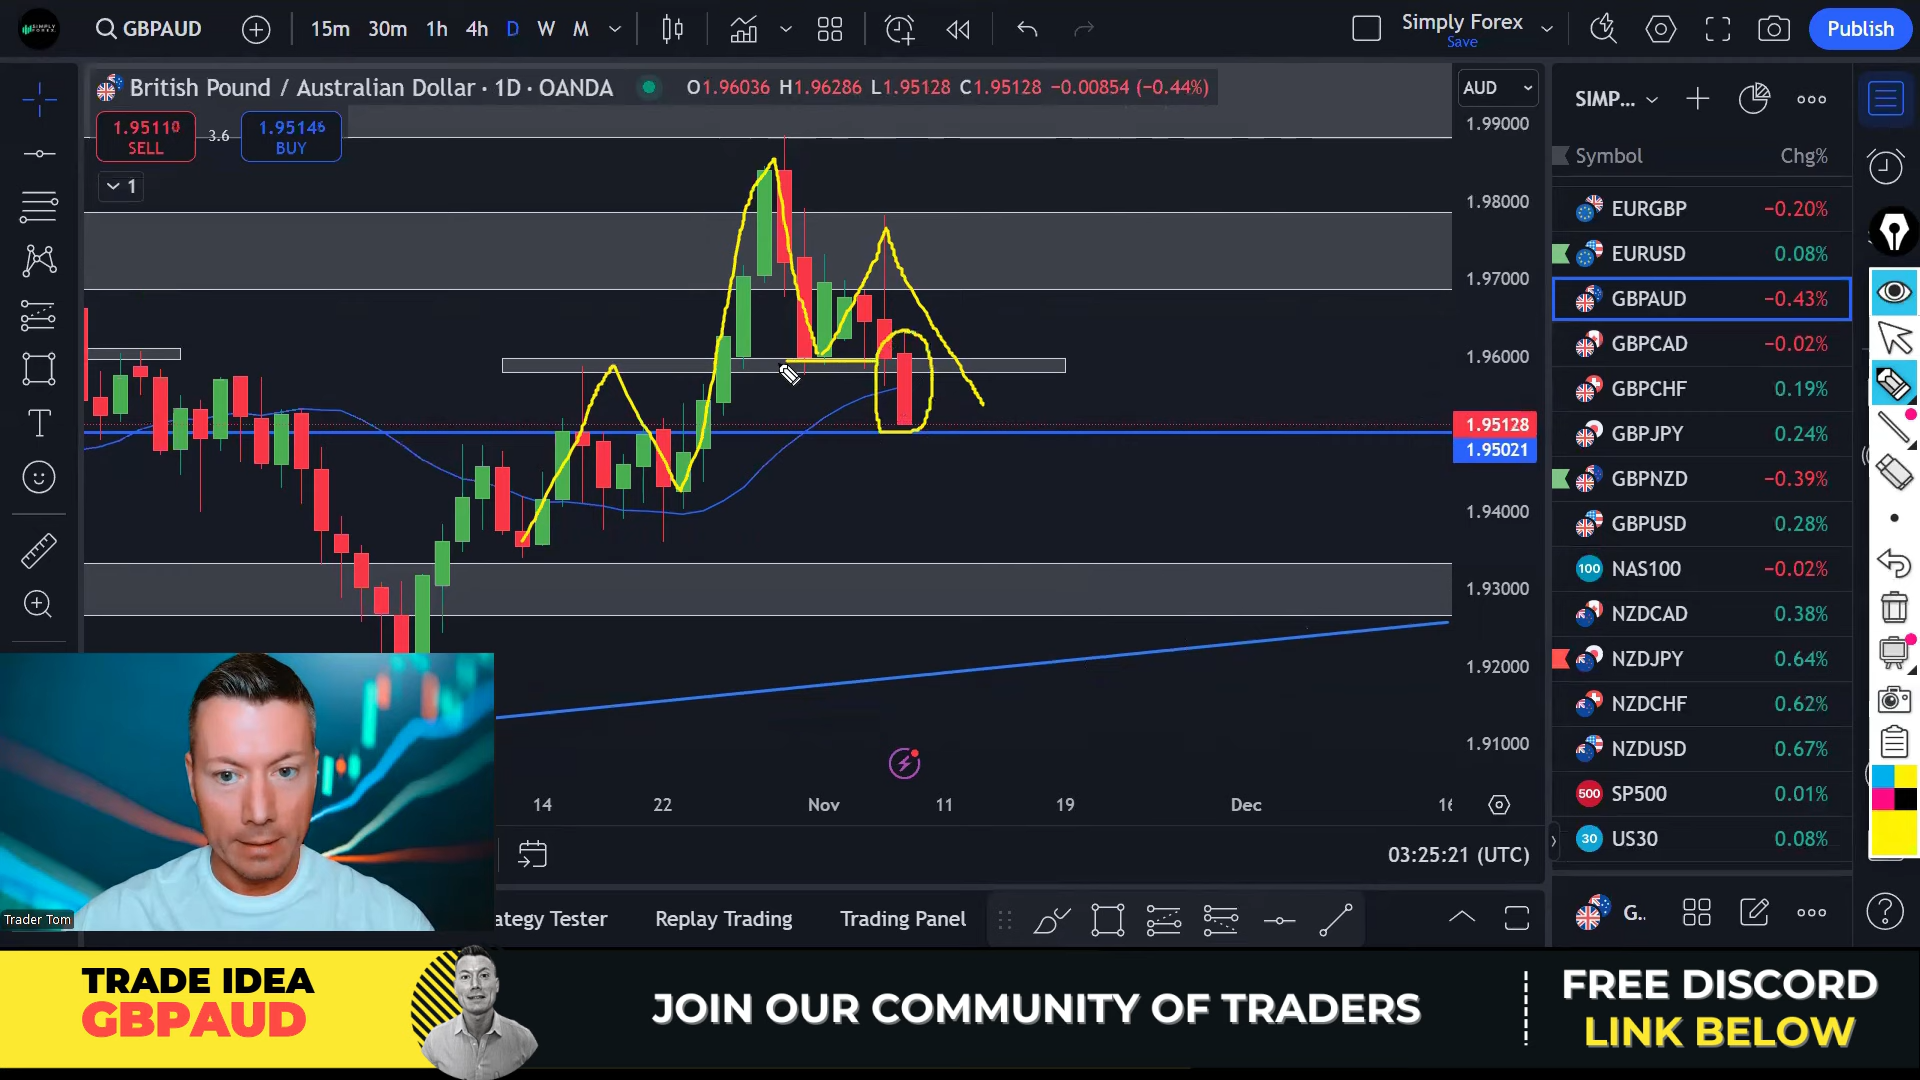 GBPAUD
15m 30m 1h 4h D W M
Simply Forex
Save
Publish
British Pound / Australian Dollar · 1D · OANDA
O1.96036 H1.96286 L1.95128 C1.95128 −0.00854 (−0.44%)
1.95110
SELL
3.6
1.95146
BUY
1
AUD
1.99000
1.98000
1.97000
1.96000
1.95128
1.95021
1.94000
1.93000
1.92000
1.91000
14 22 Nov 11 19 Dec
03:25:21 (UTC)
SIMP...
Symbol Chg%
EURGBP −0.20%
EURUSD 0.08%
GBPAUD −0.43%
GBPCAD −0.02%
GBPCHF 0.19%
GBPJPY 0.24%
GBPNZD −0.39%
GBPUSD 0.28%
100 NAS100 −0.02%
NZDCAD 0.38%
NZDJPY 0.64%
NZDCHF 0.62%
NZDUSD 0.67%
500 SP500 0.01%
30 US30 0.08%
G..
Trader Tom
ategy Tester Replay Trading Trading Panel
TRADE IDEA
GBPAUD
JOIN OUR COMMUNITY OF TRADERS
FREE DISCORD
LINK BELOW